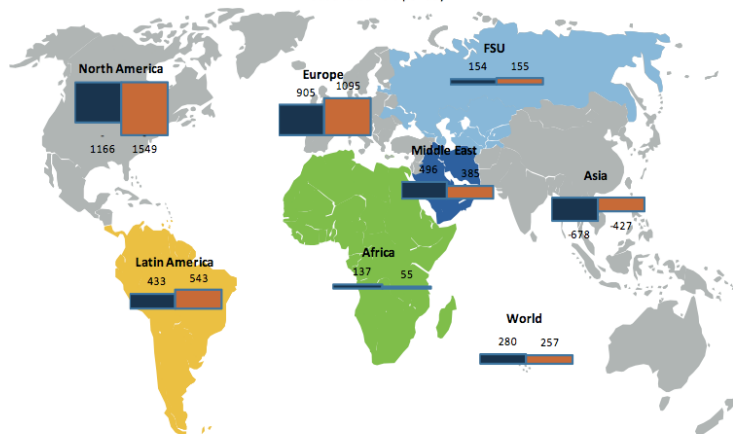 North America
1166 1549
Europe
905 1095
FSU
154 155
Middle East
496 385
Asia
-678 -427
Africa
137 55
Latin America
433 543
World
280 257